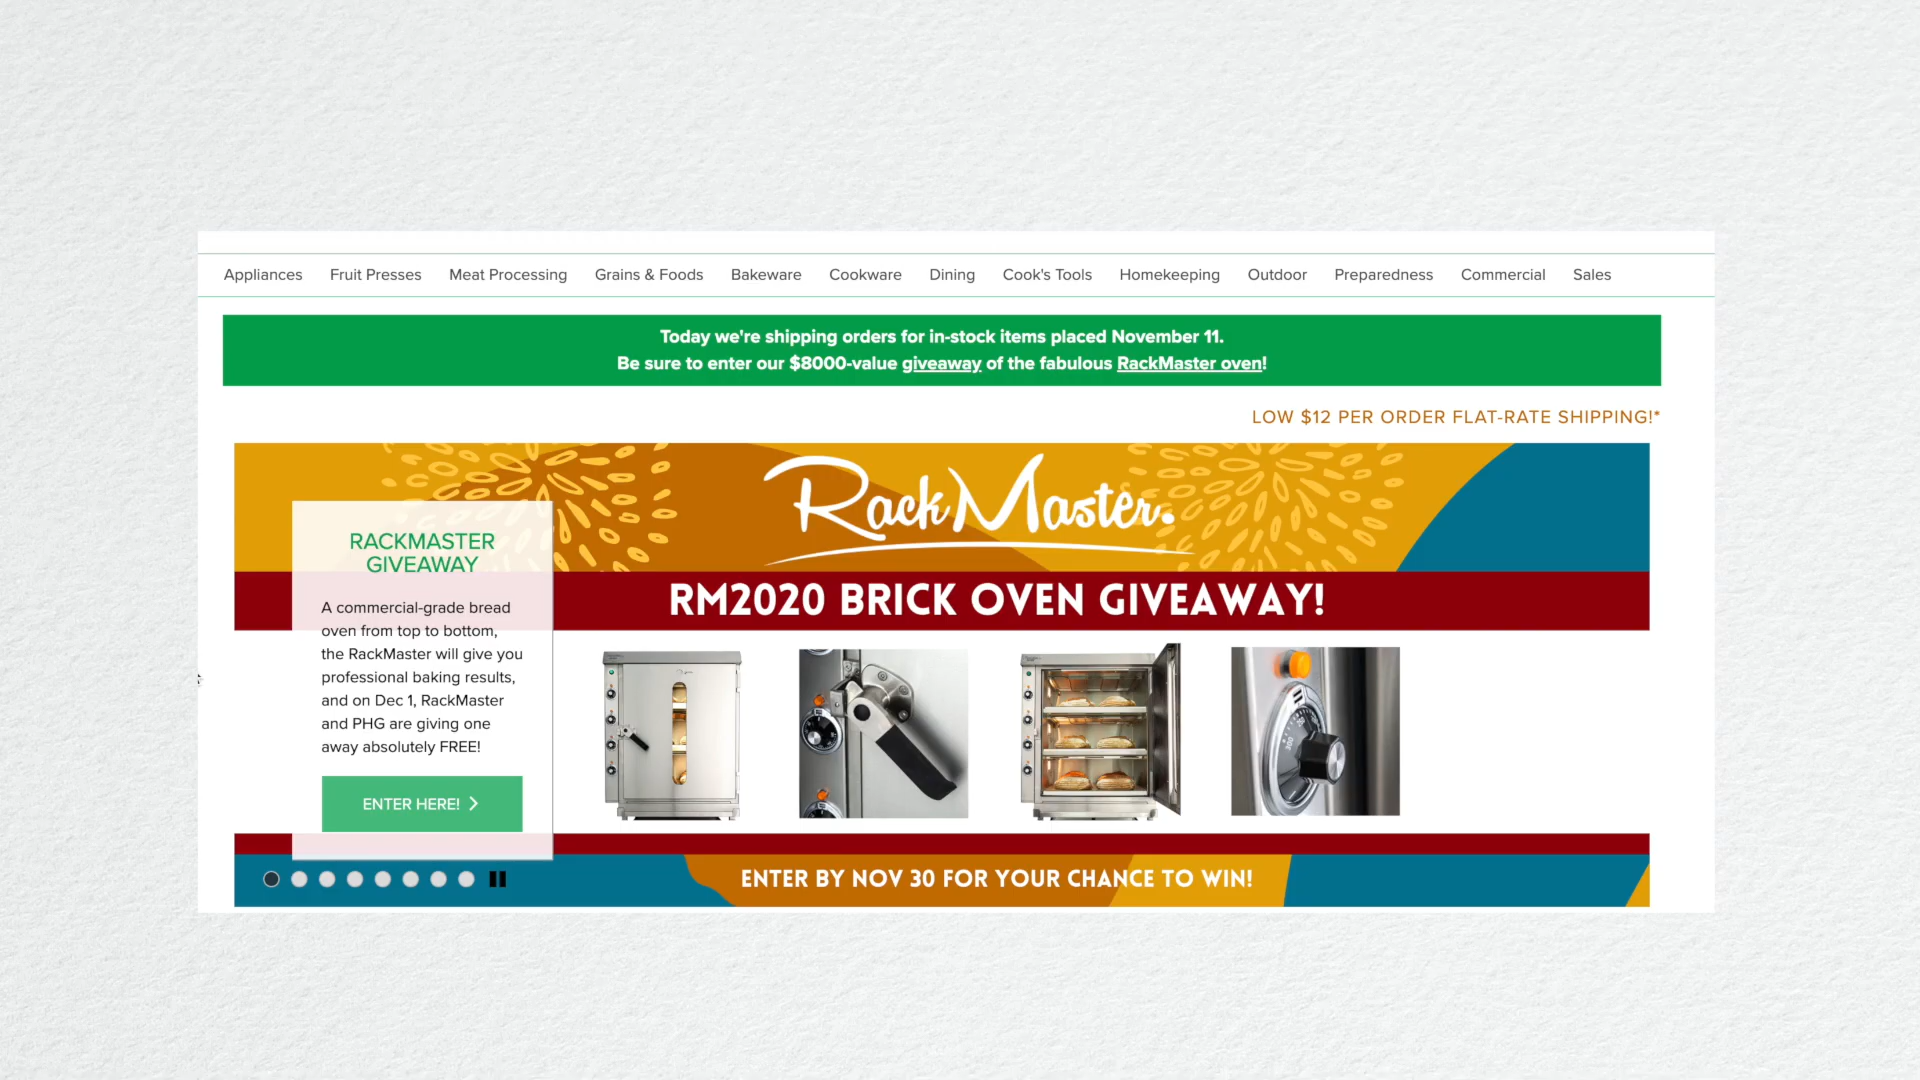 Appliances Fruit Presses Meat Processing Grains & Foods Bakeware Cookware Dining Cook's Tools Homekeeping Outdoor Preparedness Commercial Sales
Today we're shipping orders for in-stock items placed November 11.
Be sure to enter our $8000-value giveaway of the fabulous RackMaster oven!
LOW $12 PER ORDER FLAT-RATE SHIPPING!*
RackMaster.
RM2020 BRICK OVEN GIVEAWAY!
RACKMASTER
GIVEAWAY
A commercial-grade bread
oven from top to bottom,
the RackMaster will give you
professional baking results,
and on Dec 1, RackMaster
and PHG are giving one
away absolutely FREE!
ENTER HERE!
ENTER BY NOV 30 FOR YOUR CHANCE TO WIN!